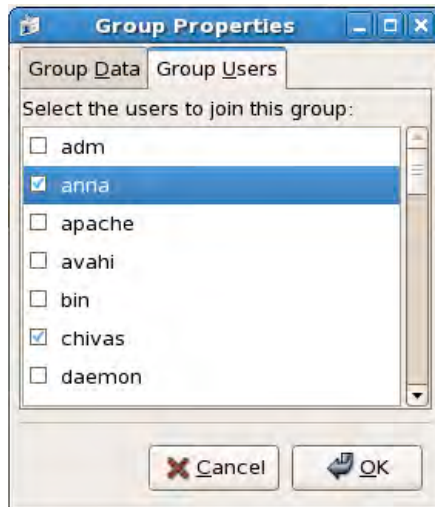 Group Properties
Group Data Group Users
Select the users to join this group:
adm
anna
apache
avahi
bin
chivas
daemon
Cancel OK